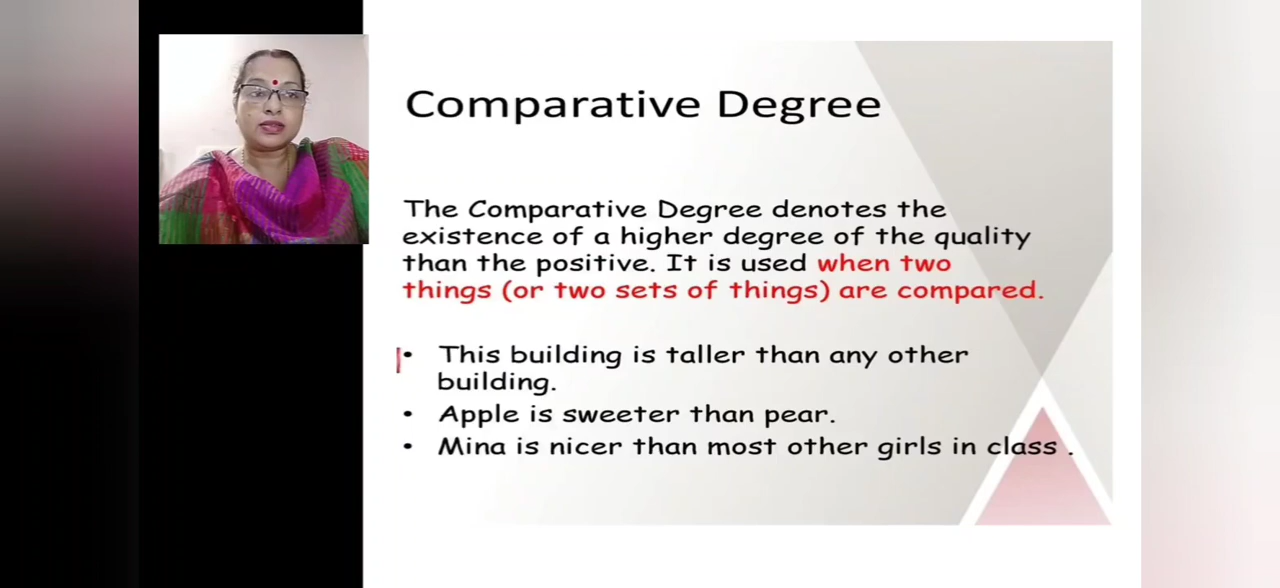 Comparative Degree
The Comparative Degree denotes the
existence of a higher degree of the quality
than the positive. It is used when two
things (or two sets of things) are compared.
• This building is taller than any other
building.
• Apple is sweeter than pear.
• Mina is nicer than most other girls in class .